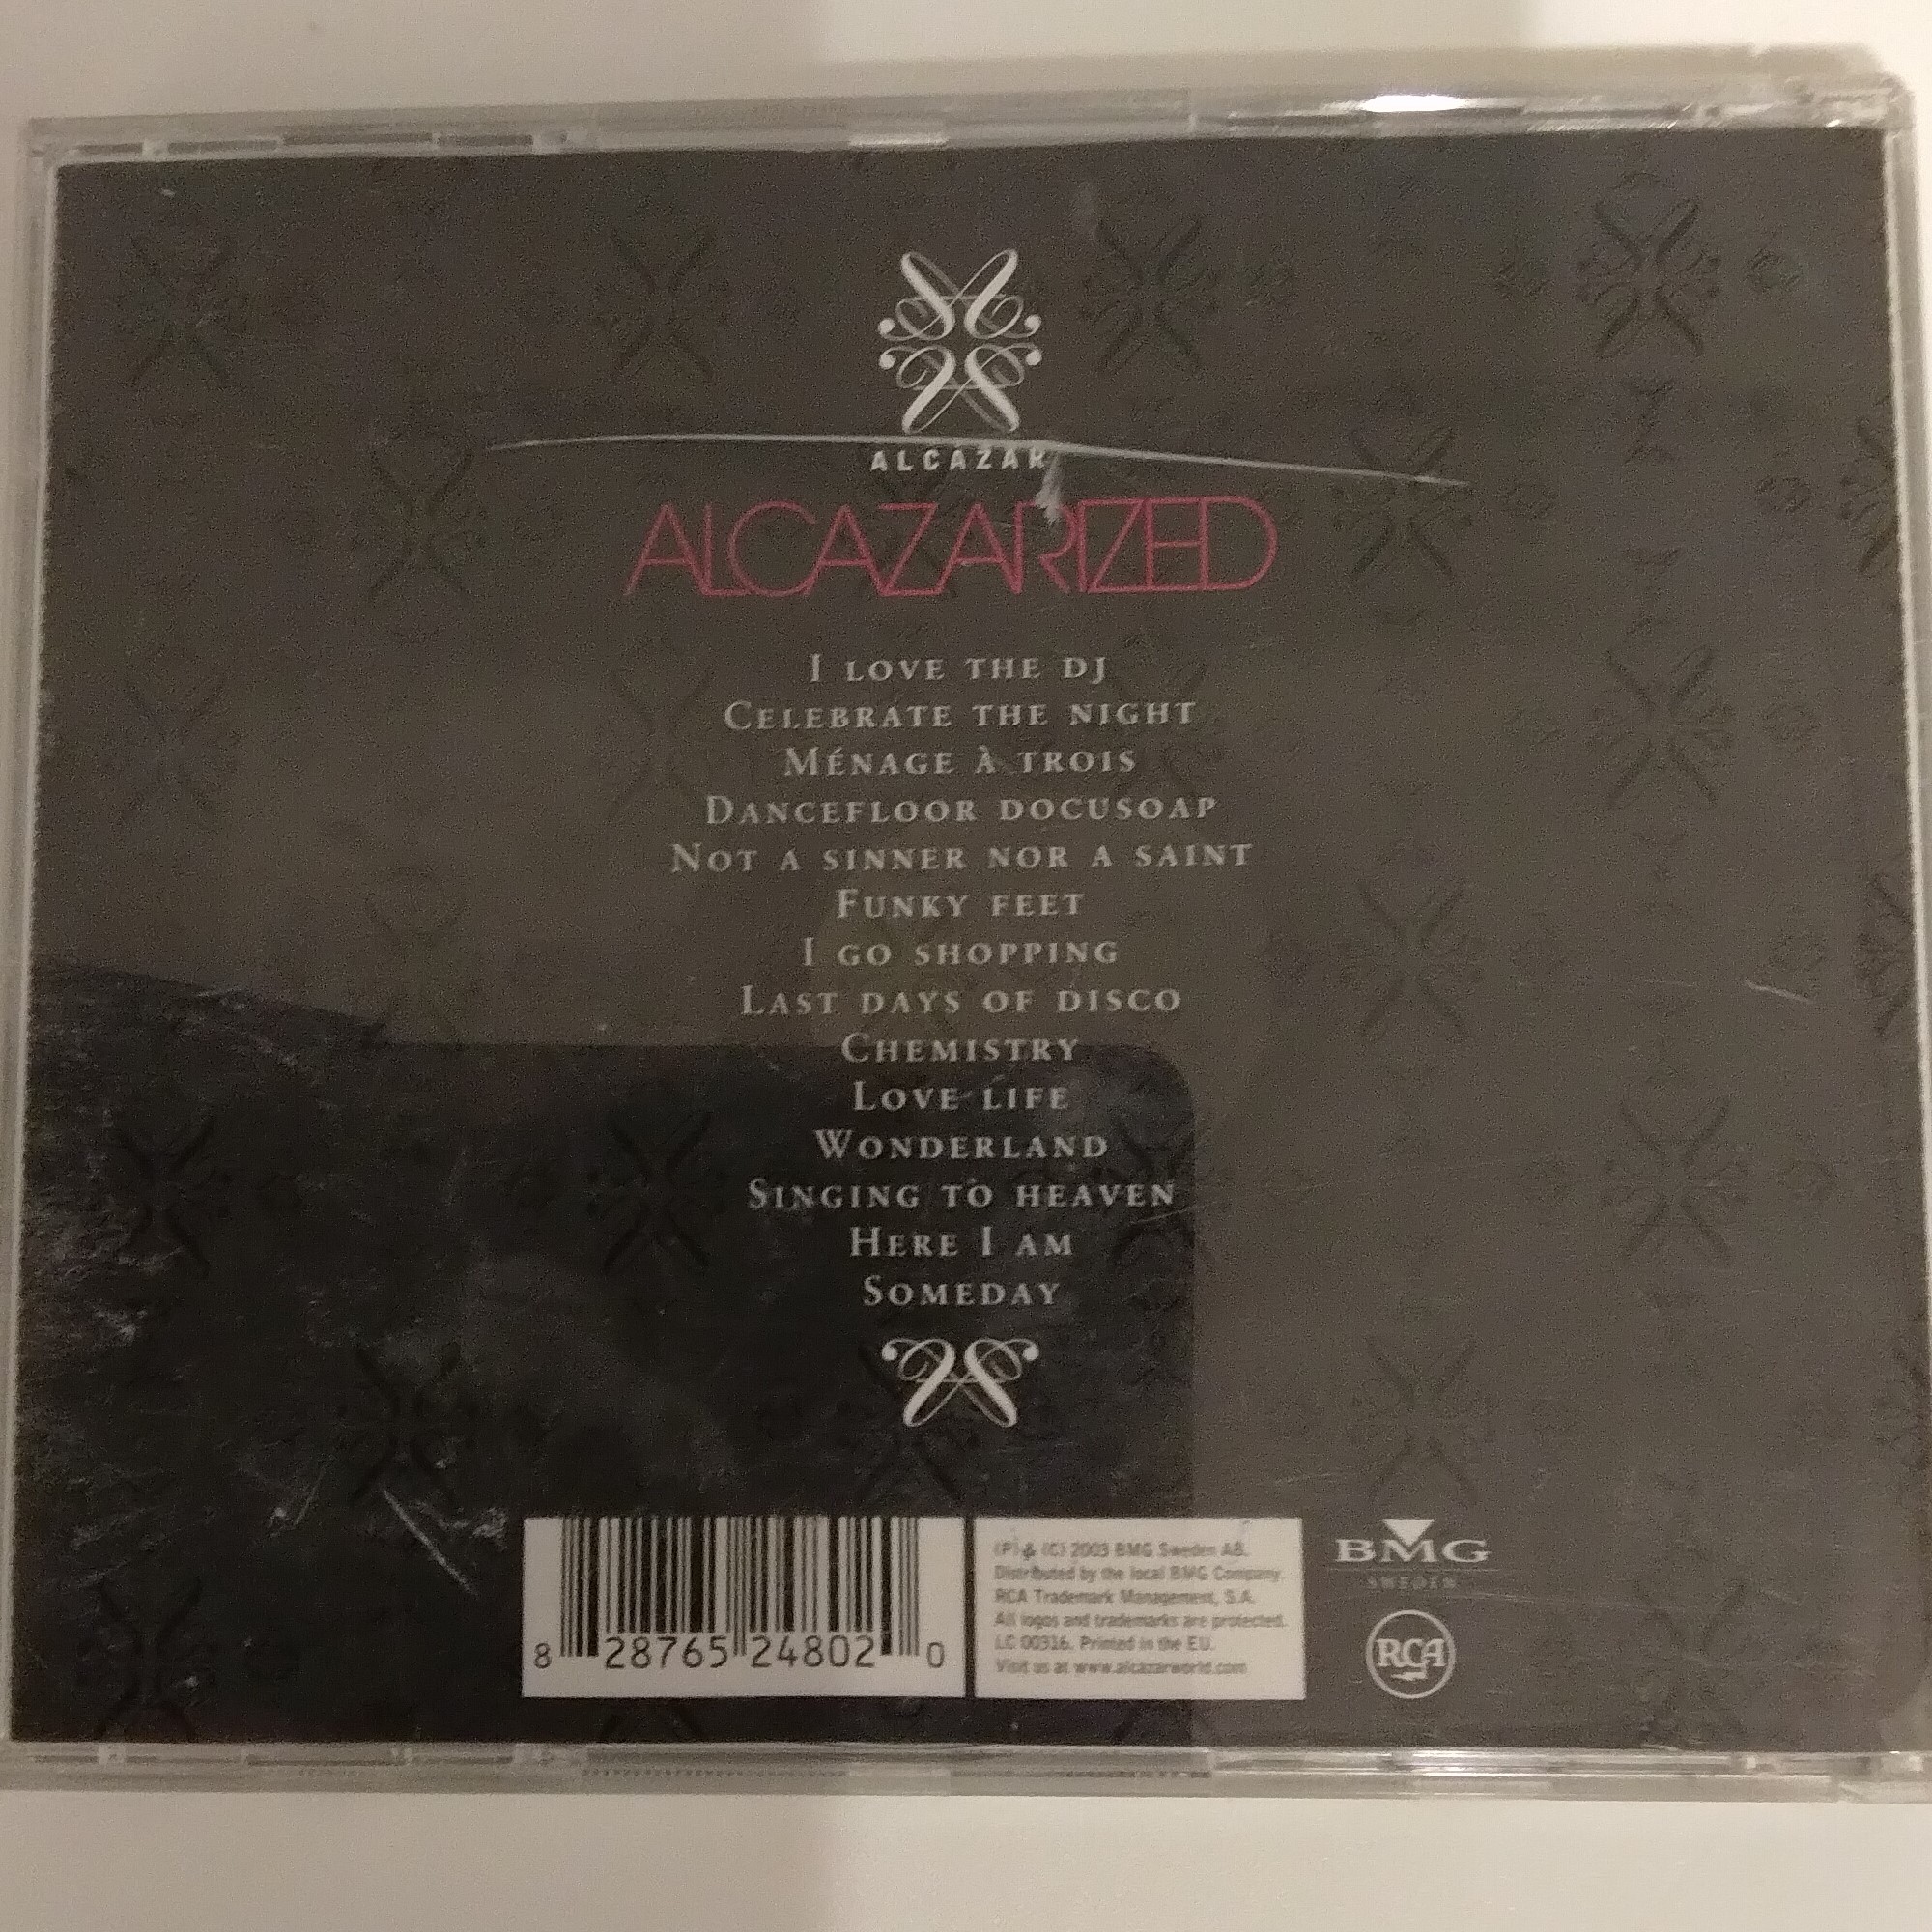 ALCAZAR
ALCAZARIZED
I LOVE THE DJ
CELEBRATE THE NIGHT
MÉNAGE À TROIS
DANCEFLOOR DOCUSOAP
NOT A SINNER NOR A SAINT
FUNKY FEET
I GO SHOPPING
LAST DAYS OF DISCO
CHEMISTRY
LOVE LIFE
WONDERLAND
SINGING TO HEAVEN
HERE I AM
SOMEDAY
8 28765 24802 0
(P) & (C) 2003 BMG Sweden AB.
Distributed by the local BMG Company.
RCA Trademark Management, S.A.
All logos and trademarks are protected.
LC 00316. Printed in the EU.
Visit us at www.alcazarworld.com
BMG
SWEDEN
RCA